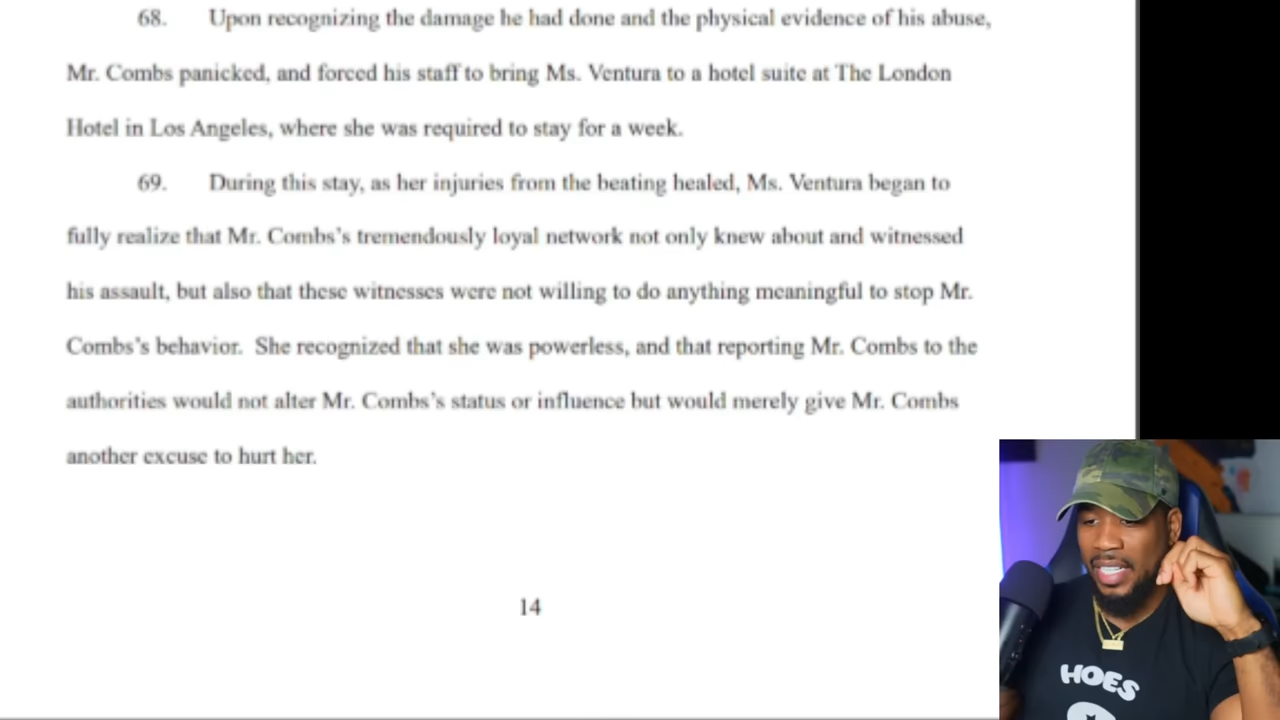 68. Upon recognizing the damage he had done and the physical evidence of his abuse,
Mr. Combs panicked, and forced his staff to bring Ms. Ventura to a hotel suite at The London
Hotel in Los Angeles, where she was required to stay for a week.
69. During this stay, as her injuries from the beating healed, Ms. Ventura began to
fully realize that Mr. Combs’s tremendously loyal network not only knew about and witnessed
his assault, but also that these witnesses were not willing to do anything meaningful to stop Mr.
Combs’s behavior. She recognized that she was powerless, and that reporting Mr. Combs to the
authorities would not alter Mr. Combs’s status or influence but would merely give Mr. Combs
another excuse to hurt her.
14
HOES